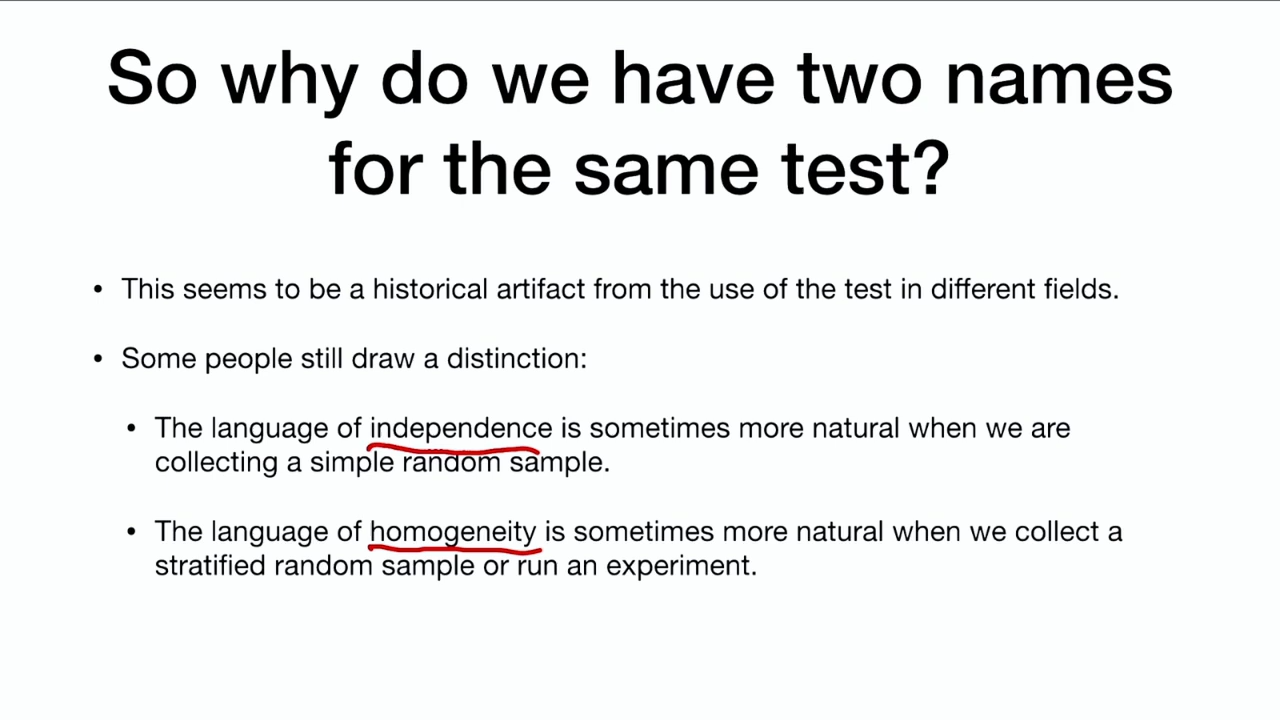 So why do we have two names
for the same test?
• This seems to be a historical artifact from the use of the test in different fields.
• Some people still draw a distinction:
• The language of independence is sometimes more natural when we are
collecting a simple random sample.
• The language of homogeneity is sometimes more natural when we collect a
stratified random sample or run an experiment.